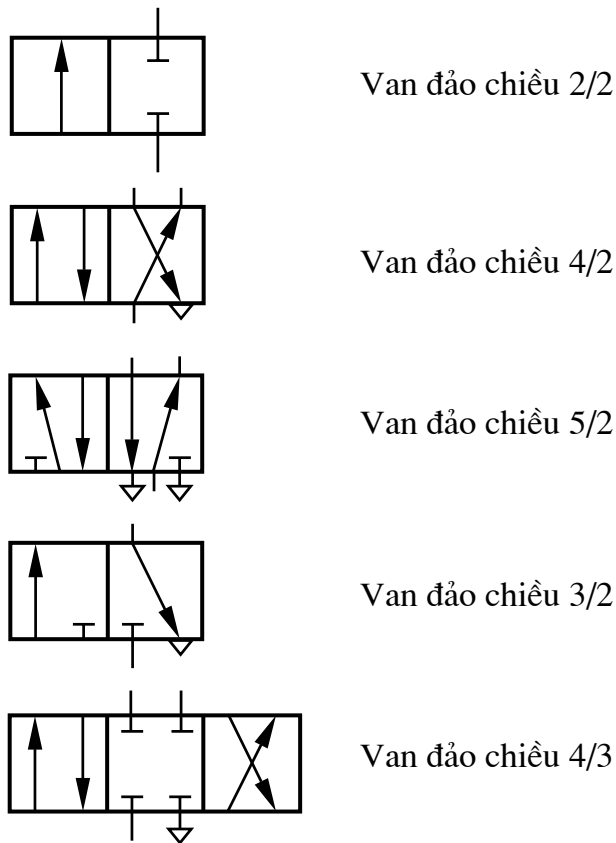 Van đảo chiều 2/2
Van đảo chiều 4/2
Van đảo chiều 5/2
Van đảo chiều 3/2
Van đảo chiều 4/3